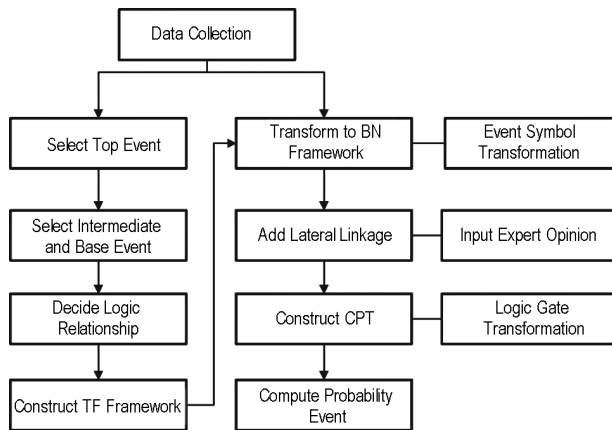 Data Collection
Select Top Event
Select Intermediate
and Base Event
Decide Logic
Relationship
Construct TF Framework
Transform to BN
Framework
Event Symbol
Transformation
Add Lateral Linkage
Input Expert Opinion
Construct CPT
Logic Gate
Transformation
Compute Probability
Event